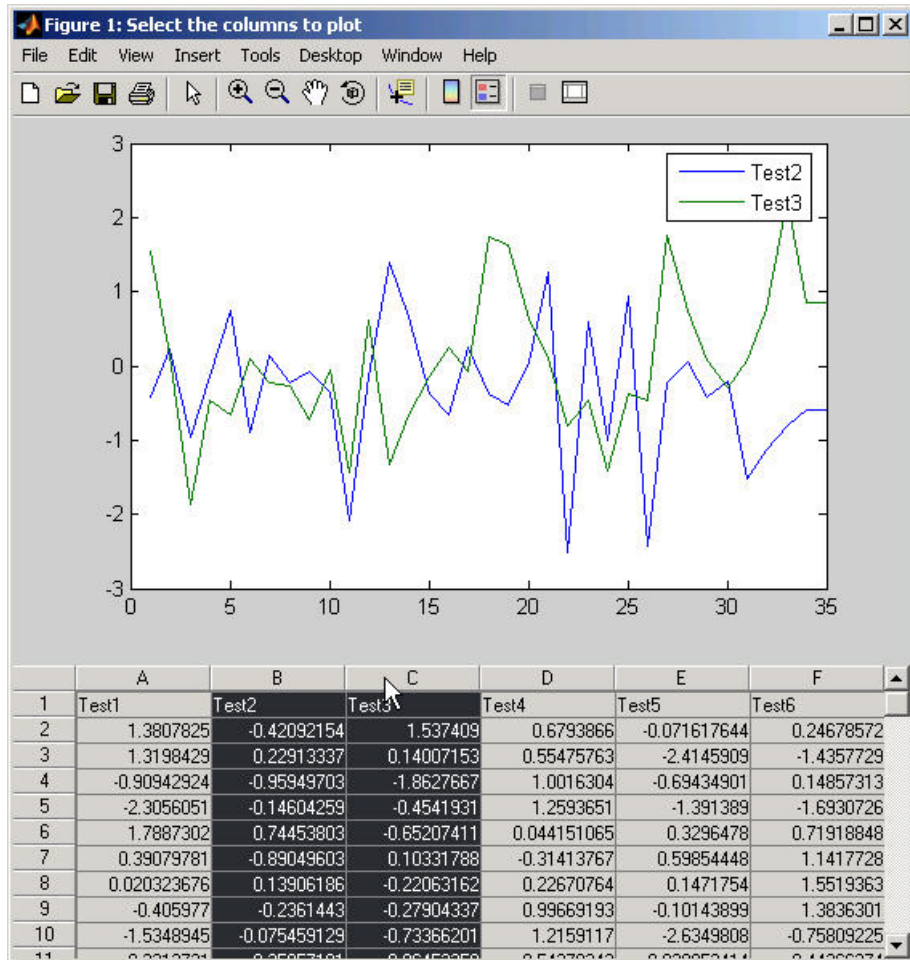 Figure 1: Select the columns to plot
File Edit View Insert Tools Desktop Window Help
3
2
1
0
-1
-2
-3
0 5 10 15 20 25 30 35
Test2
Test3
A B C D E F
1 Test1 Test2 Test3 Test4 Test5 Test6
2 1.3807825 -0.42092154 1.537409 0.6793866 -0.071617644 0.24678572
3 1.3198429 0.22913337 0.14007153 0.55475763 -2.4145909 -1.4357729
4 -0.90942924 -0.95949703 -1.8627667 1.0016304 -0.69434901 0.14857313
5 -2.3056051 -0.14604259 -0.4541931 1.2593651 -1.391389 -1.6930726
6 1.7887302 0.74453803 -0.65207411 0.044151065 0.3296478 0.71918848
7 0.39079781 -0.89049603 0.10331788 -0.31413767 0.59854448 1.1417728
8 0.020323676 0.13906186 -0.22063162 0.22670764 0.1471754 1.5519363
9 -0.405977 -0.2361443 -0.27904337 0.99669193 -0.10143899 1.3836301
10 -1.5348945 -0.075459129 -0.73366201 1.2159117 -2.6349808 -0.75809225
11